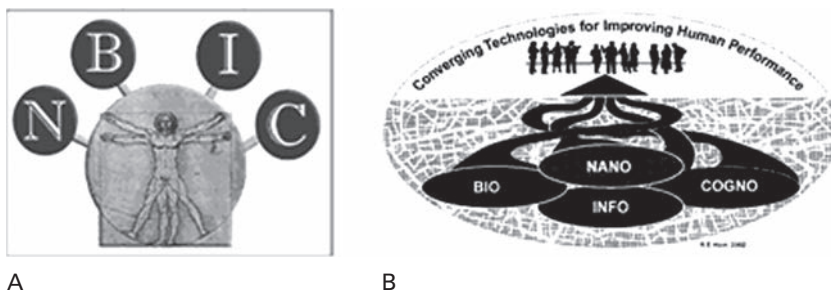 N B I C
Converging Technologies for Improving Human Performance
NANO
BIO
COGNO
INFO
A
B